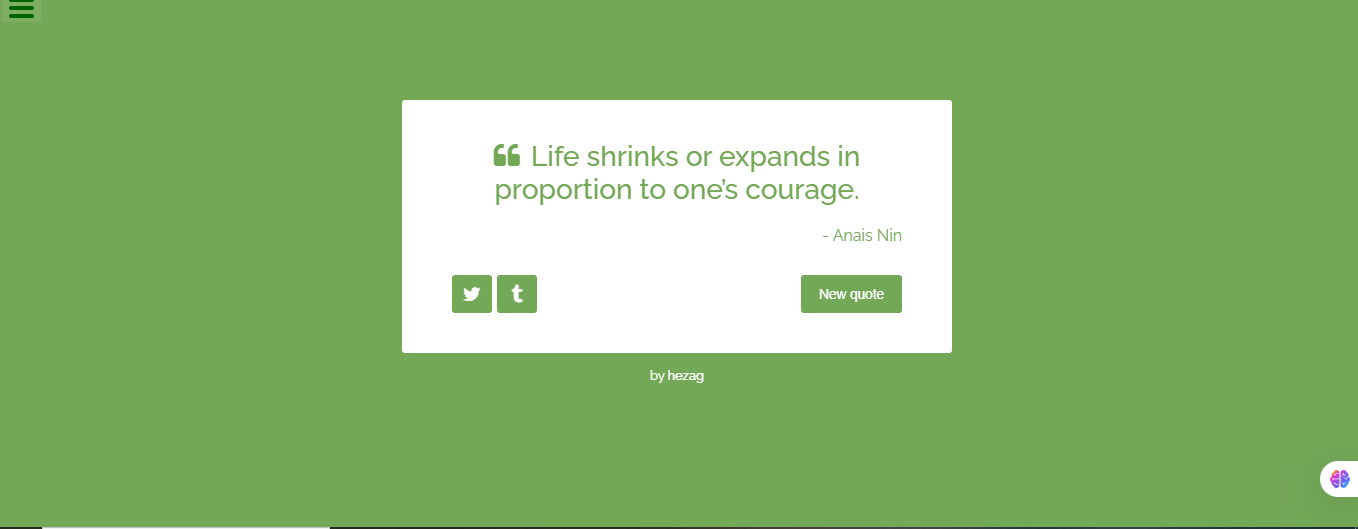 Life shrinks or expands in
proportion to one’s courage.
- Anais Nin
New quote
by hezag